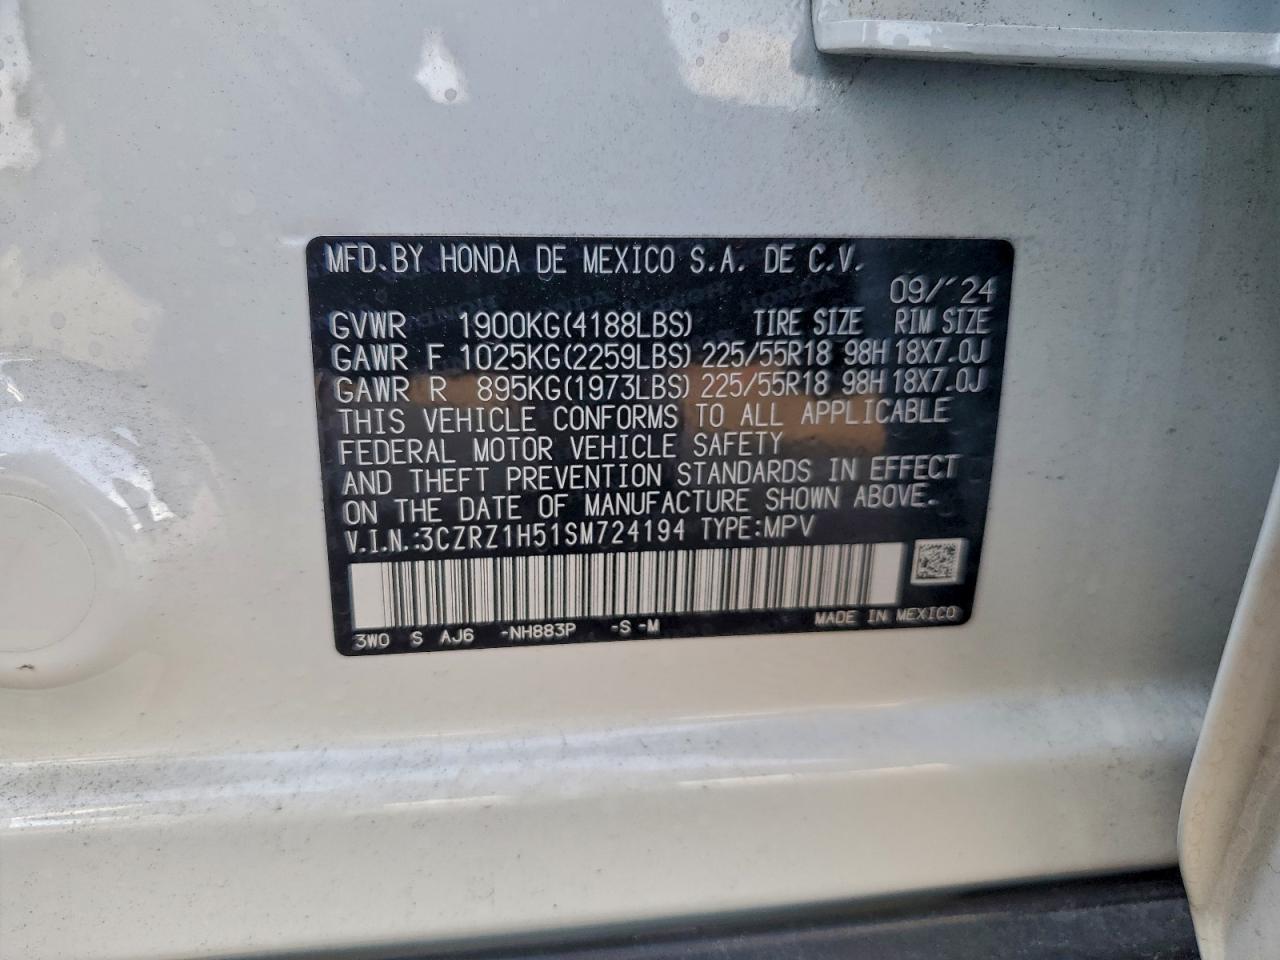 MFD.BY HONDA DE MEXICO S.A. DE C.V.
09/´24
GVWR 1900KG(4188LBS) TIRE SIZE RIM SIZE
GAWR F 1025KG(2259LBS) 225/55R18 98H 18X7.0J
GAWR R 895KG(1973LBS) 225/55R18 98H 18X7.0J
THIS VEHICLE CONFORMS TO ALL APPLICABLE
FEDERAL MOTOR VEHICLE SAFETY
AND THEFT PREVENTION STANDARDS IN EFFECT
ON THE DATE OF MANUFACTURE SHOWN ABOVE.
V.I.N.:3CZRZ1H51SM724194 TYPE:MPV
3W0 S AJ6 -NH883P -S -M MADE IN MEXICO